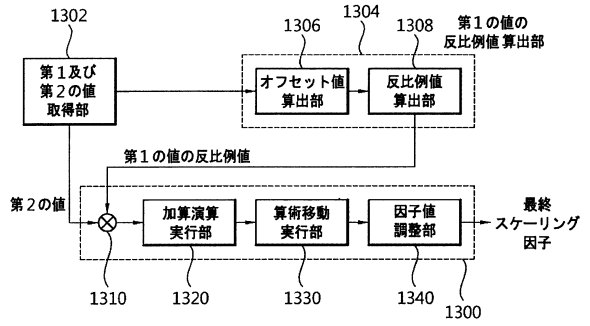 1302
1304
第1の値の
反比例値 算出部
1306
1308
第1及び
第2の値
取得部
オフセット値
算出部
反比例値
算出部
第1の値の反比例値
第2の値
加算演算
実行部
算術移動
実行部
因子値
調整部
最終
スケーリング
因子
1310
1320
1330
1340
1300